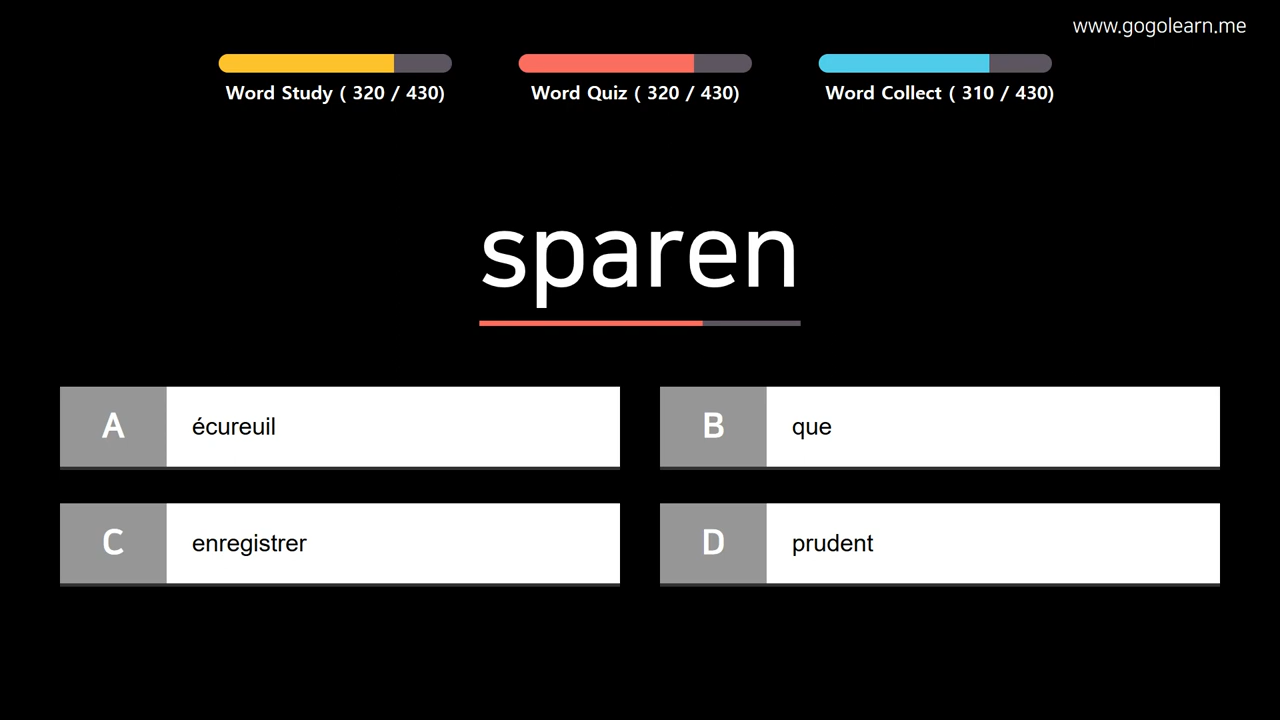 www.gogolearn.me
Word Study ( 320 / 430)
Word Quiz ( 320 / 430)
Word Collect ( 310 / 430)
sparen
A écureuil
B que
C enregistrer
D prudent